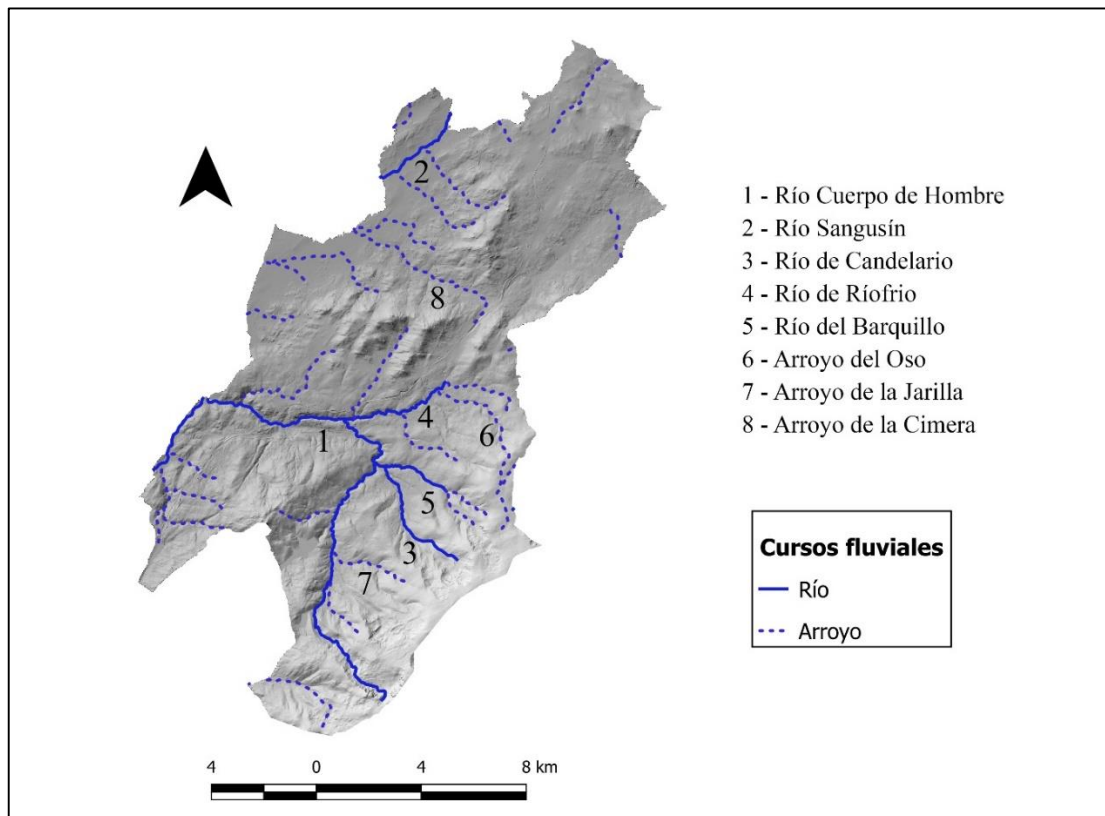 1 - Río Cuerpo de Hombre
2 - Río Sangusín
3 - Río de Candelario
4 - Río de Ríofrio
5 - Río del Barquillo
6 - Arroyo del Oso
7 - Arroyo de la Jarilla
8 - Arroyo de la Cimera
2
8
4
1
6
5
3
7
Cursos fluviales
Río
Arroyo
4 0 4 8 km